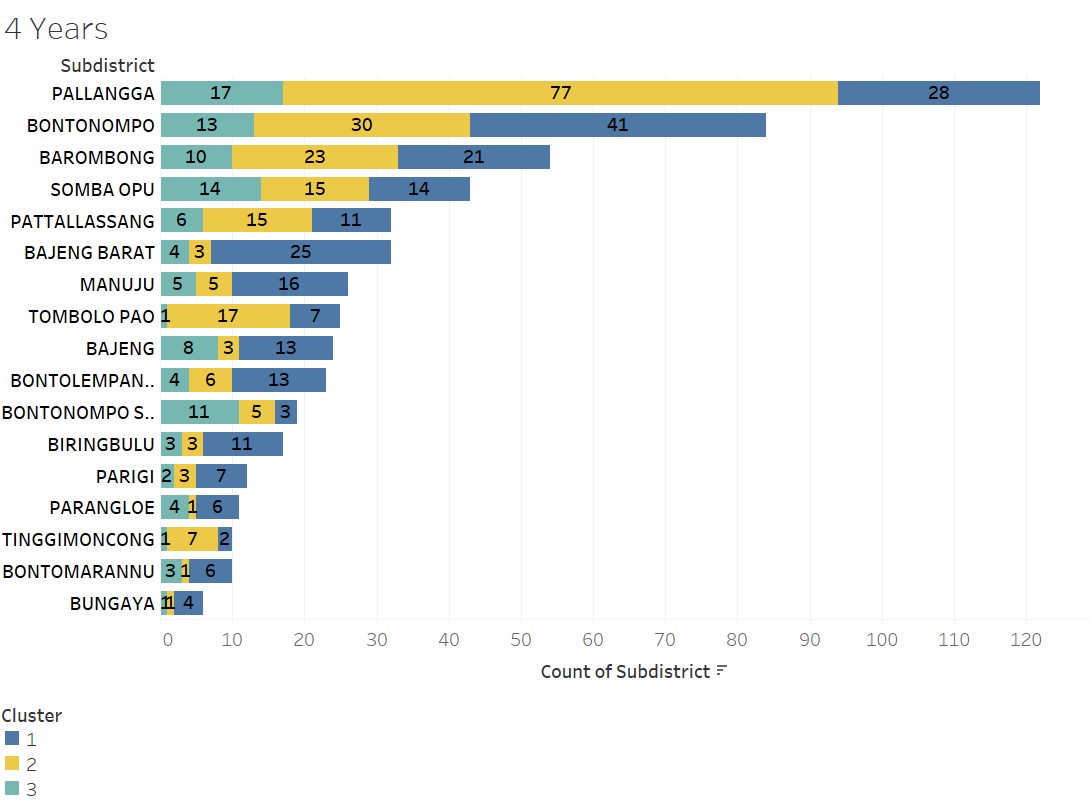 4 Years
Subdistrict
PALLANGGA 17 77 28
BONTONOMPO 13 30 41
BAROMBONG 10 23 21
SOMBA OPU 14 15 14
PATTALLASSANG 6 15 11
BAJENG BARAT 4 3 25
MANUJU 5 5 16
TOMBOLO PAO 1 17 7
BAJENG 8 3 13
BONTOLEMPAN.. 4 6 13
BONTONOMPO S.. 11 5 3
BIRINGBULU 3 3 11
PARIGI 2 3 7
PARANGLOE 4 1 6
TINGGIMONCONG 1 7 2
BONTOMARANNU 3 1 6
BUNGAYA 1 1 4
0 10 20 30 40 50 60 70 80 90 100 110 120
Count of Subdistrict
Cluster
1
2
3